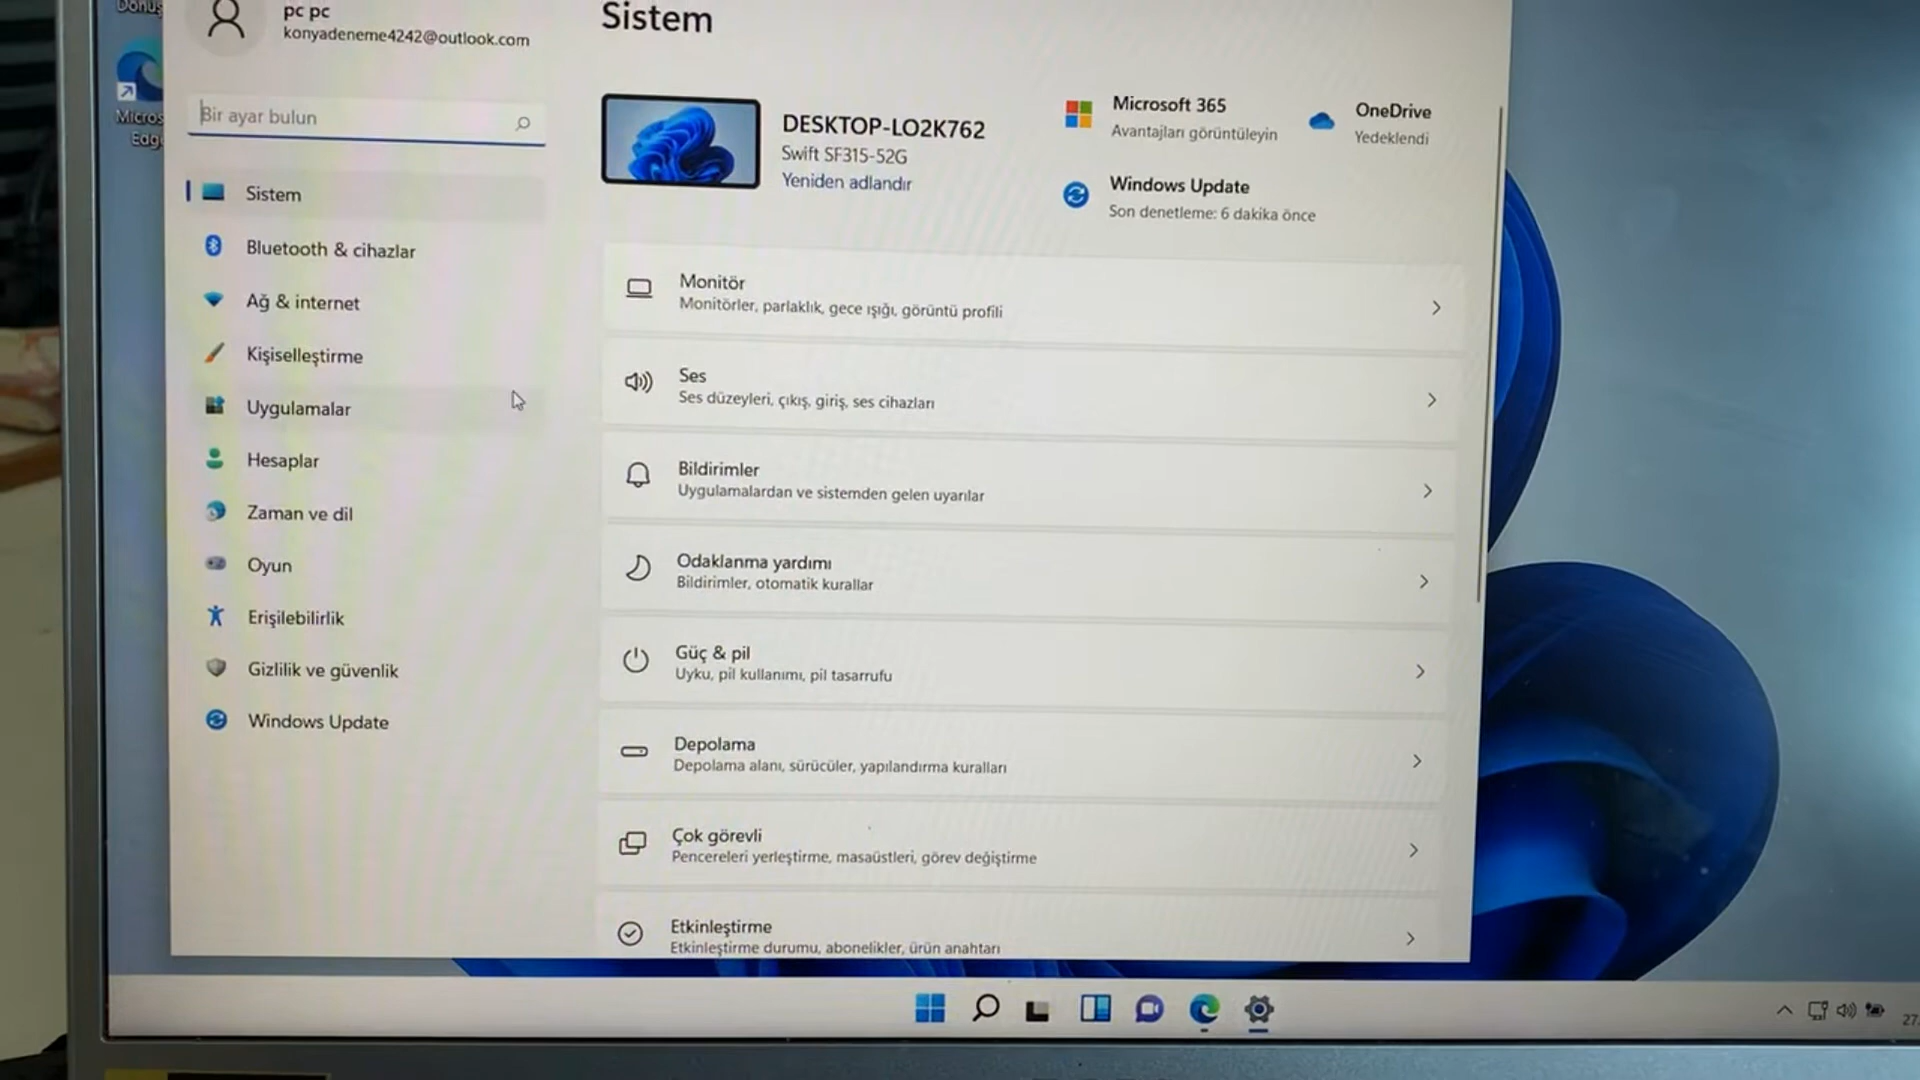 pc pc
konyadeneme4242@outlook.com
Sistem
Bir ayar bulun
DESKTOP-LO2K762
Swift SF315-52G
Yeniden adlandır
Microsoft 365
Avantajları görüntüleyin
OneDrive
Yedeklendi
Windows Update
Son denetleme: 6 dakika önce
Sistem
Bluetooth & cihazlar
Ağ & internet
Kişiselleştirme
Uygulamalar
Hesaplar
Zaman ve dil
Oyun
Erişilebilirlik
Gizlilik ve güvenlik
Windows Update
Monitör
Monitörler, parlaklık, gece ışığı, görüntü profili
Ses
Ses düzeyleri, çıkış, giriş, ses cihazları
Bildirimler
Uygulamalardan ve sistemden gelen uyarılar
Odaklanma yardımı
Bildirimler, otomatik kurallar
Güç & pil
Uyku, pil kullanımı, pil tasarrufu
Depolama
Depolama alanı, sürücüler, yapılandırma kuralları
Çok görevli
Pencereleri yerleştirme, masaüstleri, görev değiştirme
Etkinleştirme
Etkinleştirme durumu, abonelikler, ürün anahtarı
27.